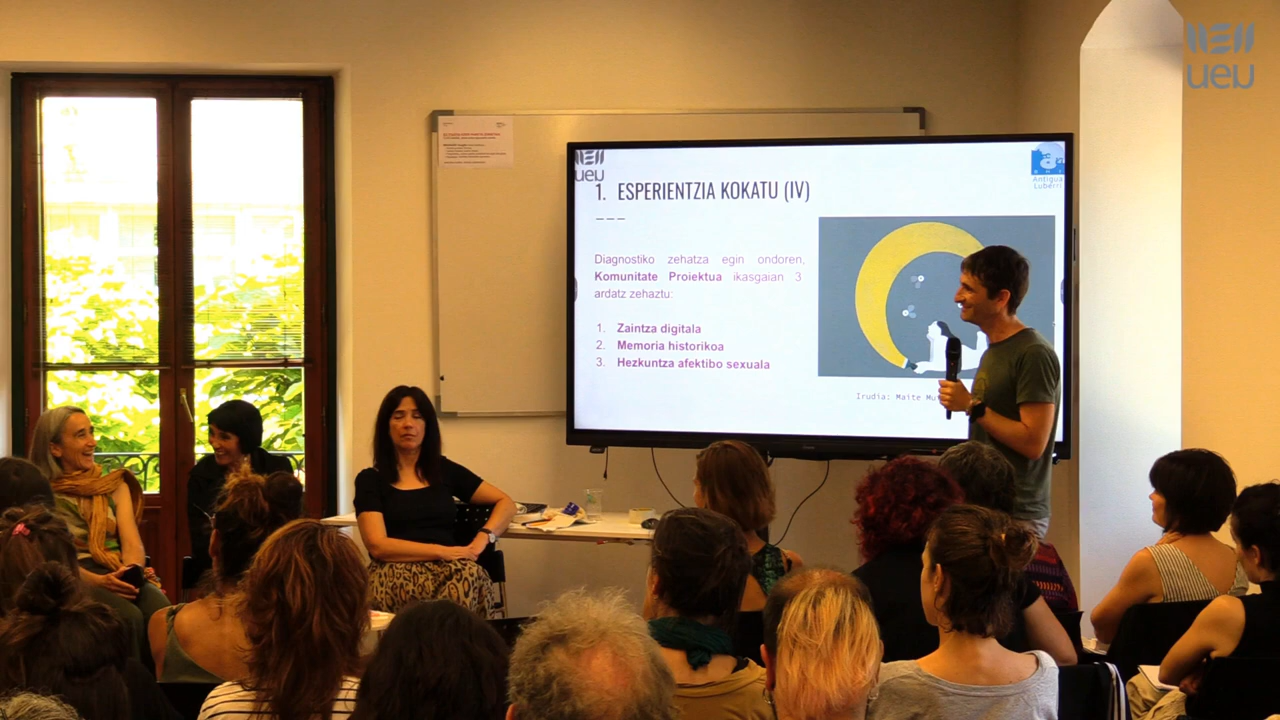 ueu
ueu
1. ESPERIENTZIA KOKATU (IV)
Antigua
Luberri
Diagnostiko zehatza egin ondoren,
Komunitate Proiektua ikasgaian 3
ardatz zehaztu:
1. Zaintza digitala
2. Memoria historikoa
3. Hezkuntza afektibo sexuala
Irudia: Maite